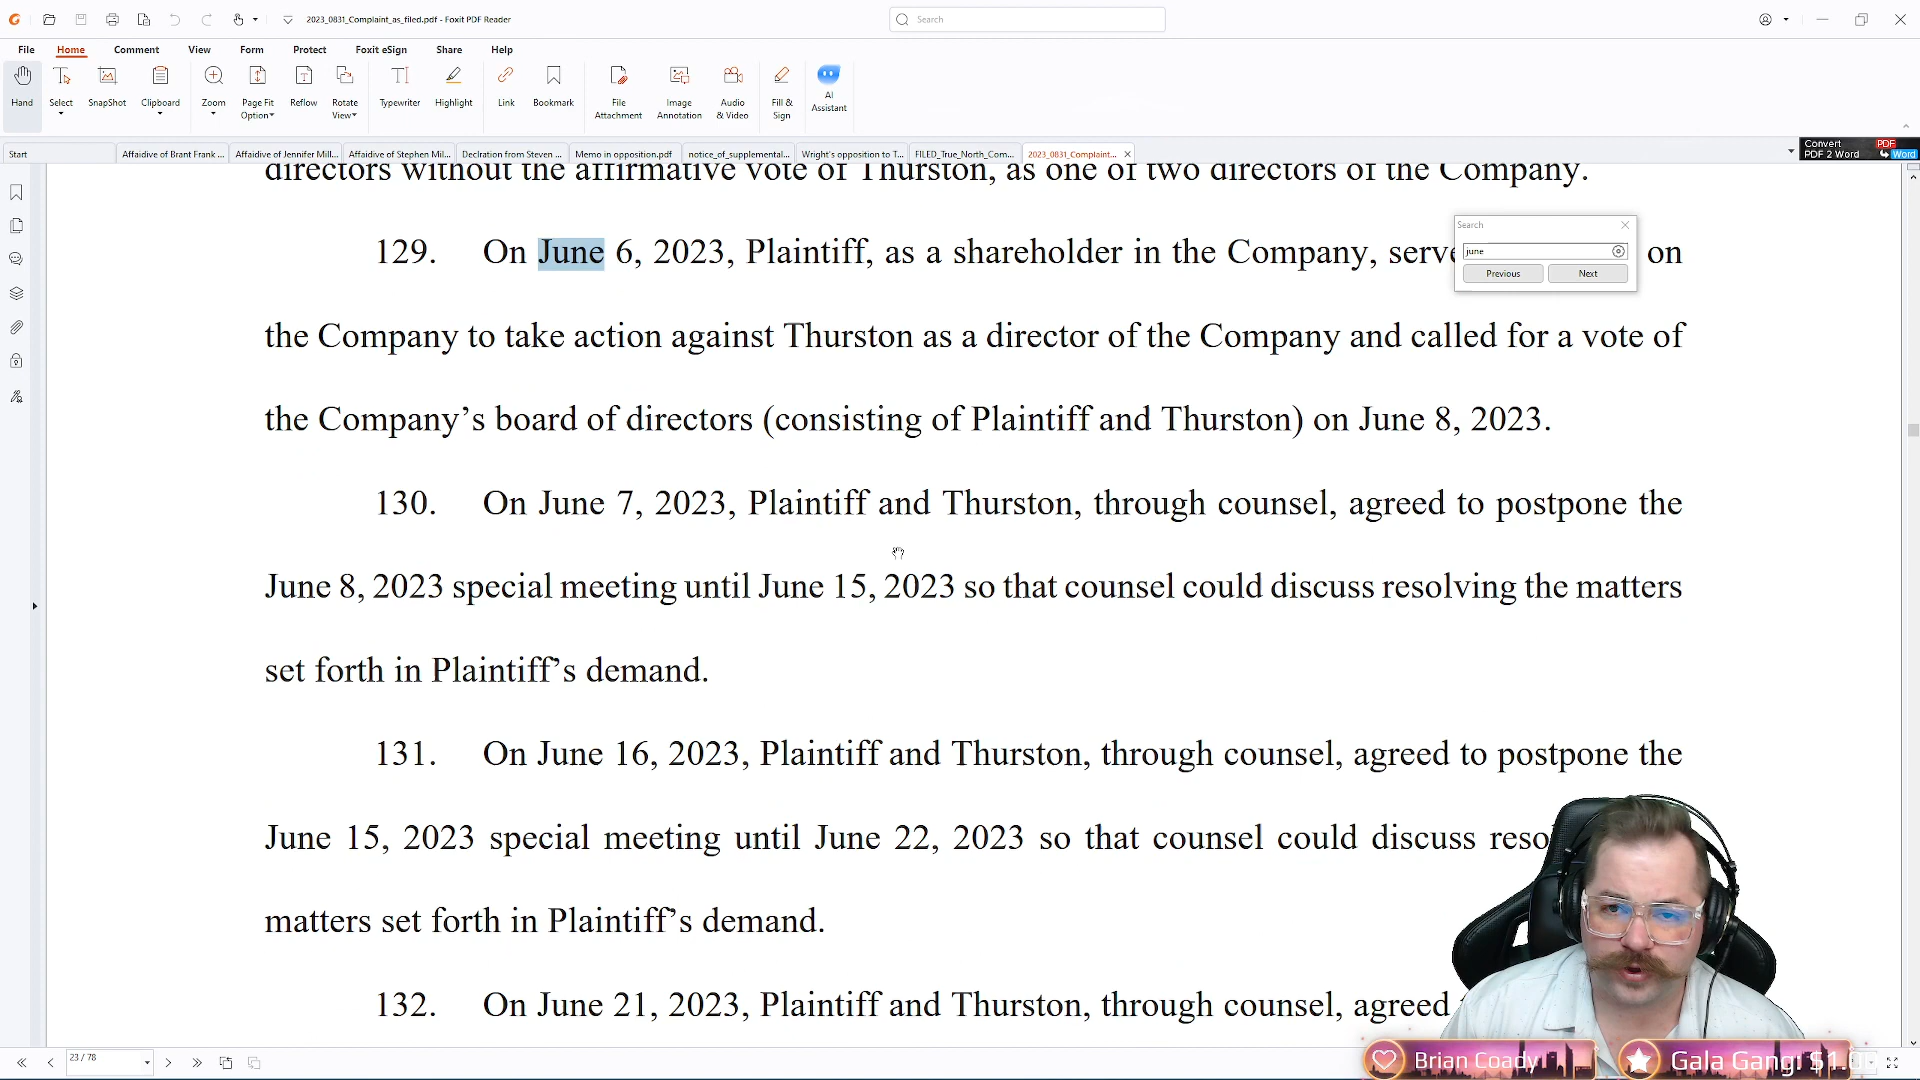 2023_0831_Complaint_as_filed.pdf - Foxit PDF Reader
Search
File Home Comment View Form Protect Foxit eSign Share Help
Hand Select SnapShot Clipboard Zoom Page Fit Option Reflow Rotate View Typewriter Highlight Link Bookmark File Attachment Image Annotation Audio & Video Fill & Sign AI Assistant
Start Affaidive of Brant Frank ... Affaidive of Jennifer Mill... Affaidive of Stephen Mil... Declration from Steven ... Memo in opposition.pdf notice_of_supplemental... Wright's opposition to T... FILED_True_North_Com... 2023_0831_Complaint...
Convert PDF
PDF 2 Word Word
directors without the affirmative vote of Thurston, as one of two directors of the Company.
Search
june
Previous Next
129. On June 6, 2023, Plaintiff, as a shareholder in the Company, serve on
the Company to take action against Thurston as a director of the Company and called for a vote of
the Company’s board of directors (consisting of Plaintiff and Thurston) on June 8, 2023.
130. On June 7, 2023, Plaintiff and Thurston, through counsel, agreed to postpone the
June 8, 2023 special meeting until June 15, 2023 so that counsel could discuss resolving the matters
set forth in Plaintiff’s demand.
131. On June 16, 2023, Plaintiff and Thurston, through counsel, agreed to postpone the
June 15, 2023 special meeting until June 22, 2023 so that counsel could discuss reso
matters set forth in Plaintiff’s demand.
132. On June 21, 2023, Plaintiff and Thurston, through counsel, agreed
23 / 78
Brian Coady
Gala Gang: $1.0